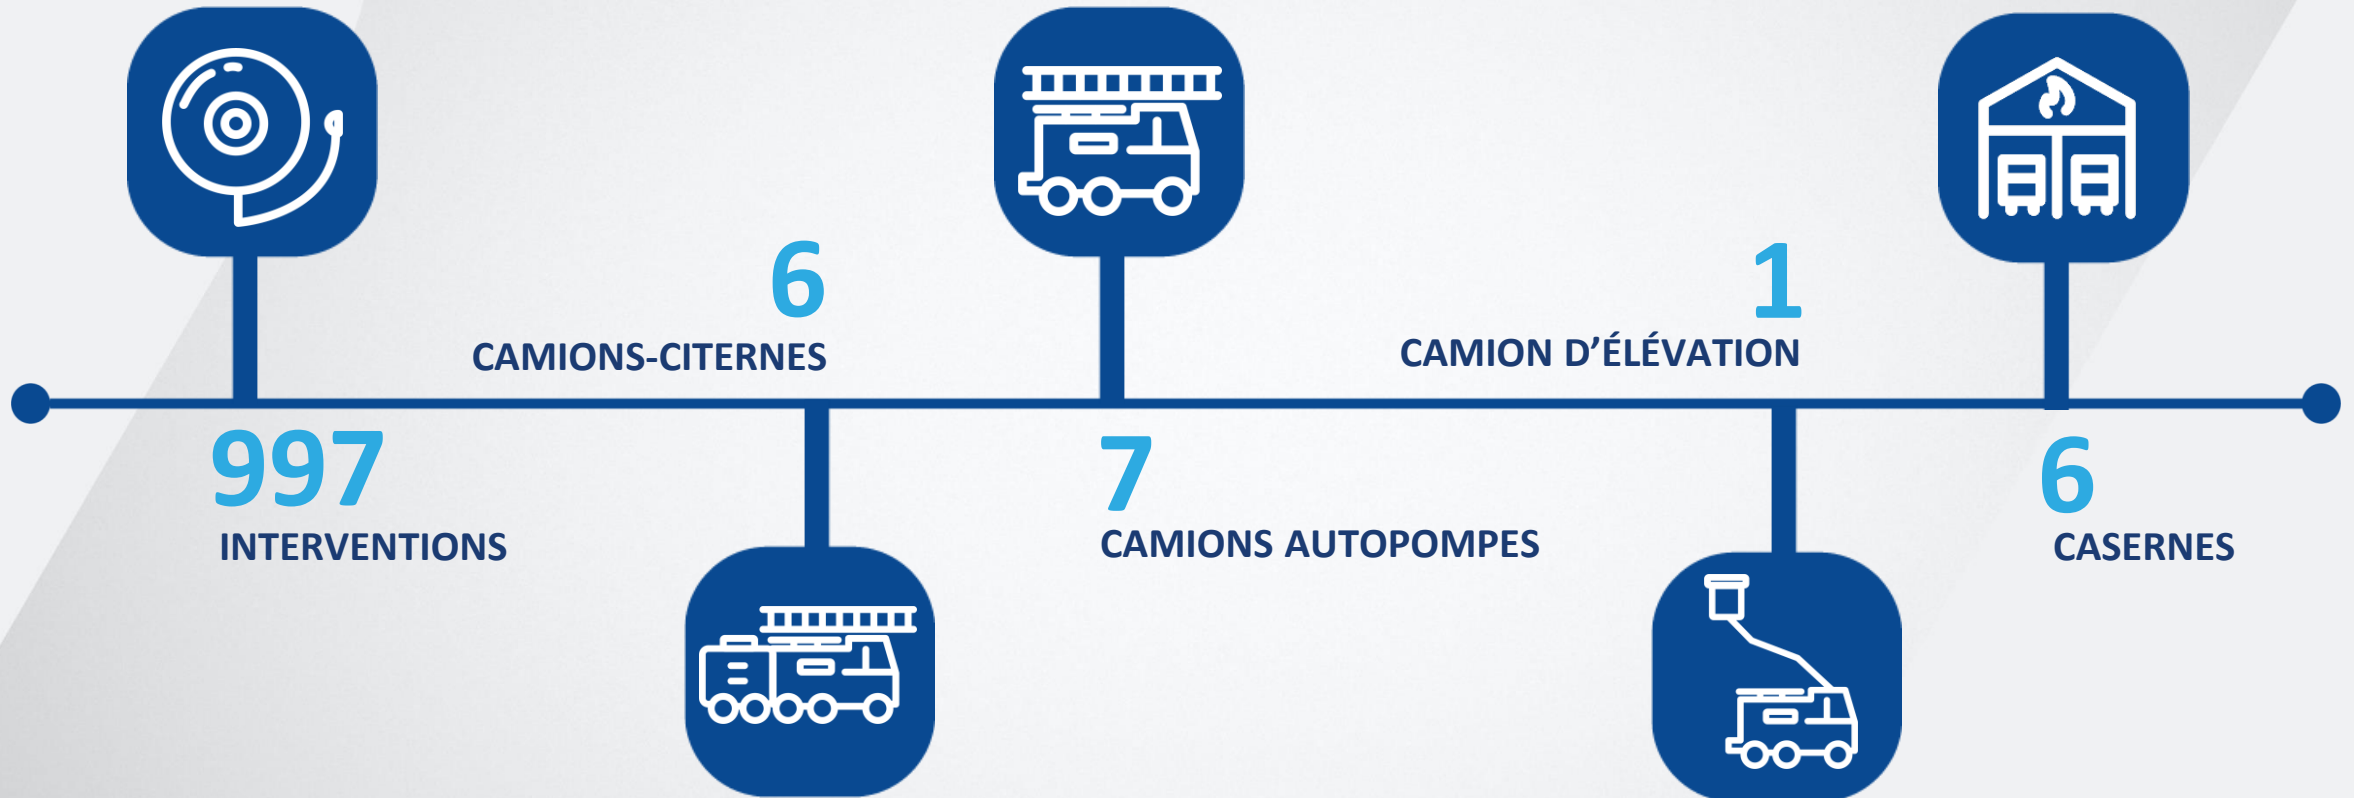 997
INTERVENTIONS
6
CAMIONS-CITERNES
7
CAMIONS AUTOPOMPES
1
CAMION D’ÉLÉVATION
6
CASERNES